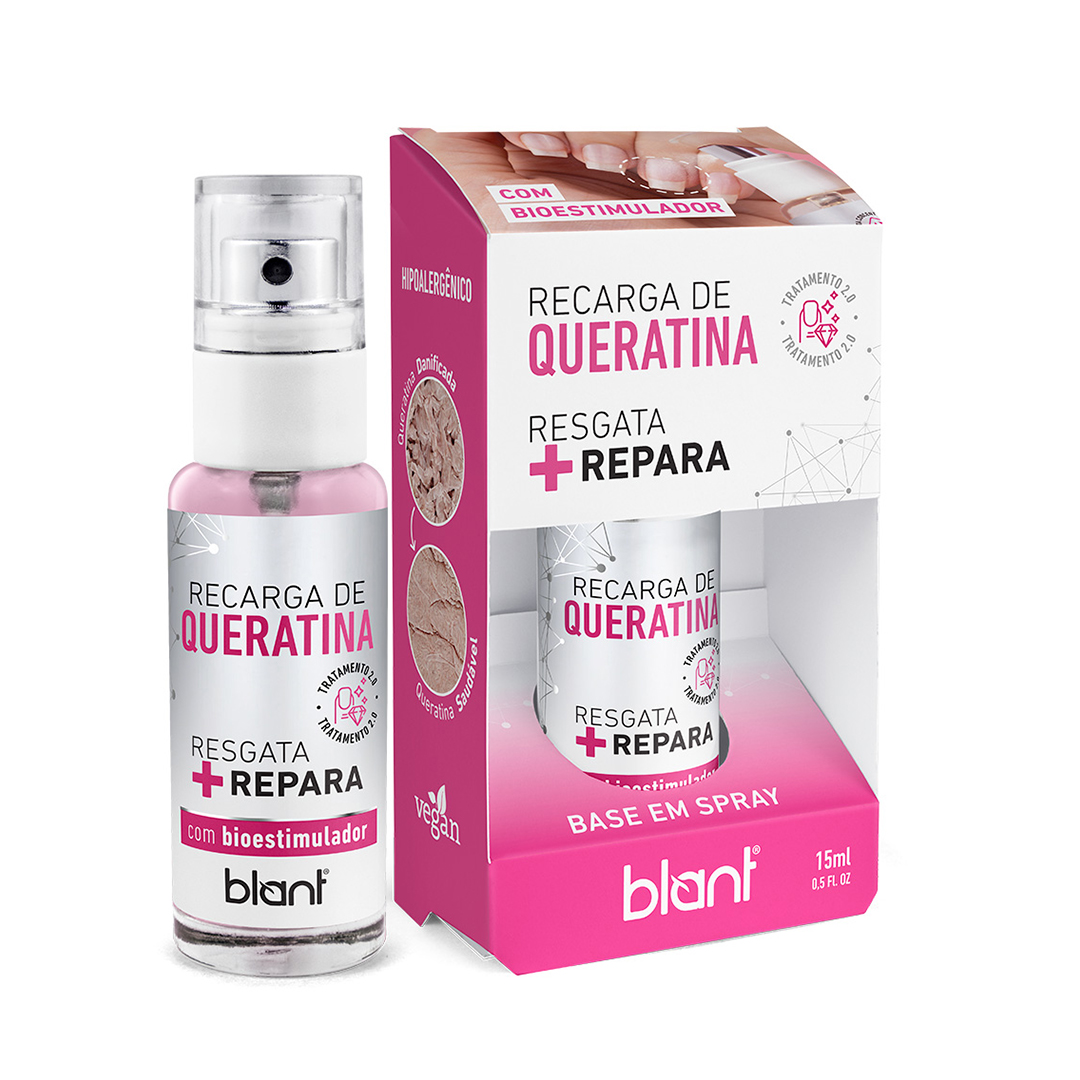 RECARGA DE
QUERATINA
TRATAMENTO 2.0
TRATAMENTO 2.0
RESGATA
+ REPARA
com bioestimulador
blant®
HIPOALERGÊNICO
Queratina Danificada
Queratina Saudável
vegan
COM
BIOESTIMULADOR
RECARGA DE
QUERATINA
TRATAMENTO 2.0
TRATAMENTO 2.0
RESGATA
+ REPARA
RECARGA DE
QUERATINA
TRATAMENTO
TRATAMENTO 2.0
RESGATA
+ REPARA
bioestimulador
BASE EM SPRAY
blant®
15ml
0,5 FL. OZ